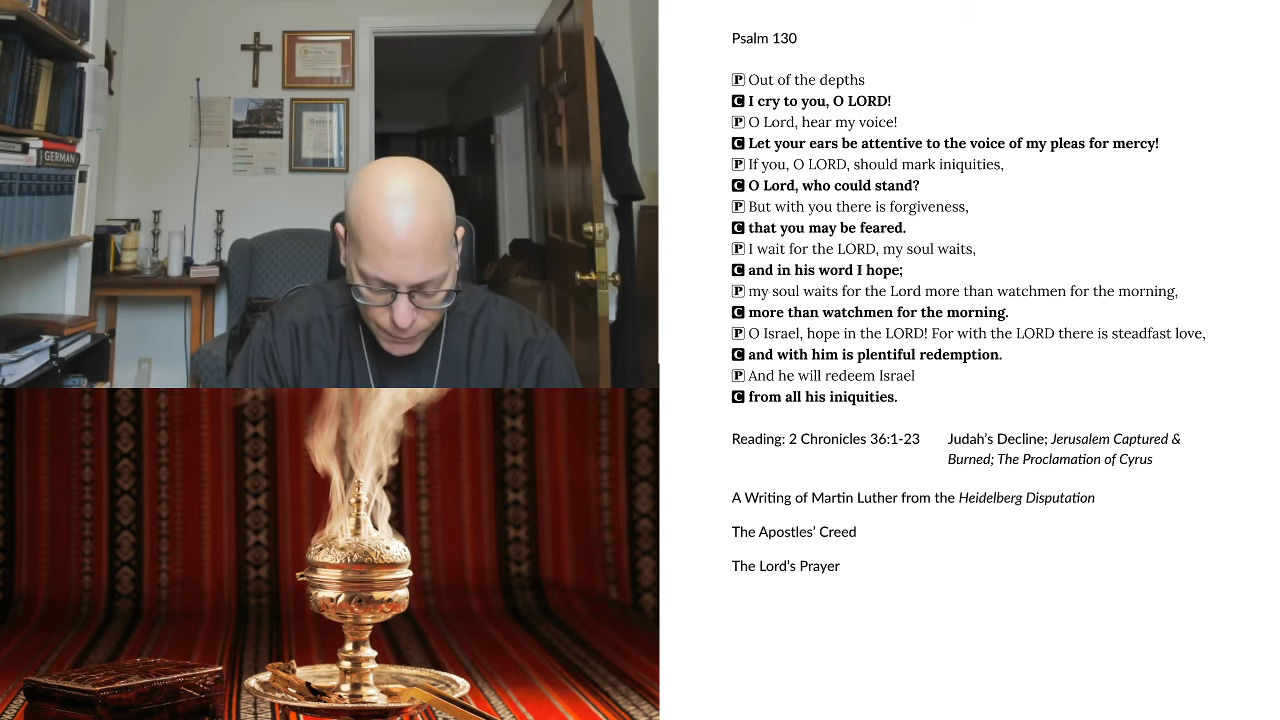 GERMAN
SEPTEMBER
Psalm 130
P Out of the depths
C I cry to you, O LORD!
P O Lord, hear my voice!
C Let your ears be attentive to the voice of my pleas for mercy!
P If you, O LORD, should mark iniquities,
C O Lord, who could stand?
P But with you there is forgiveness,
C that you may be feared.
P I wait for the LORD, my soul waits,
C and in his word I hope;
P my soul waits for the Lord more than watchmen for the morning,
C more than watchmen for the morning.
P O Israel, hope in the LORD! For with the LORD there is steadfast love,
C and with him is plentiful redemption.
P And he will redeem Israel
C from all his iniquities.
Reading: 2 Chronicles 36:1-23 Judah's Decline; Jerusalem Captured &
Burned; The Proclamation of Cyrus
A Writing of Martin Luther from the Heidelberg Disputation
The Apostles' Creed
The Lord's Prayer